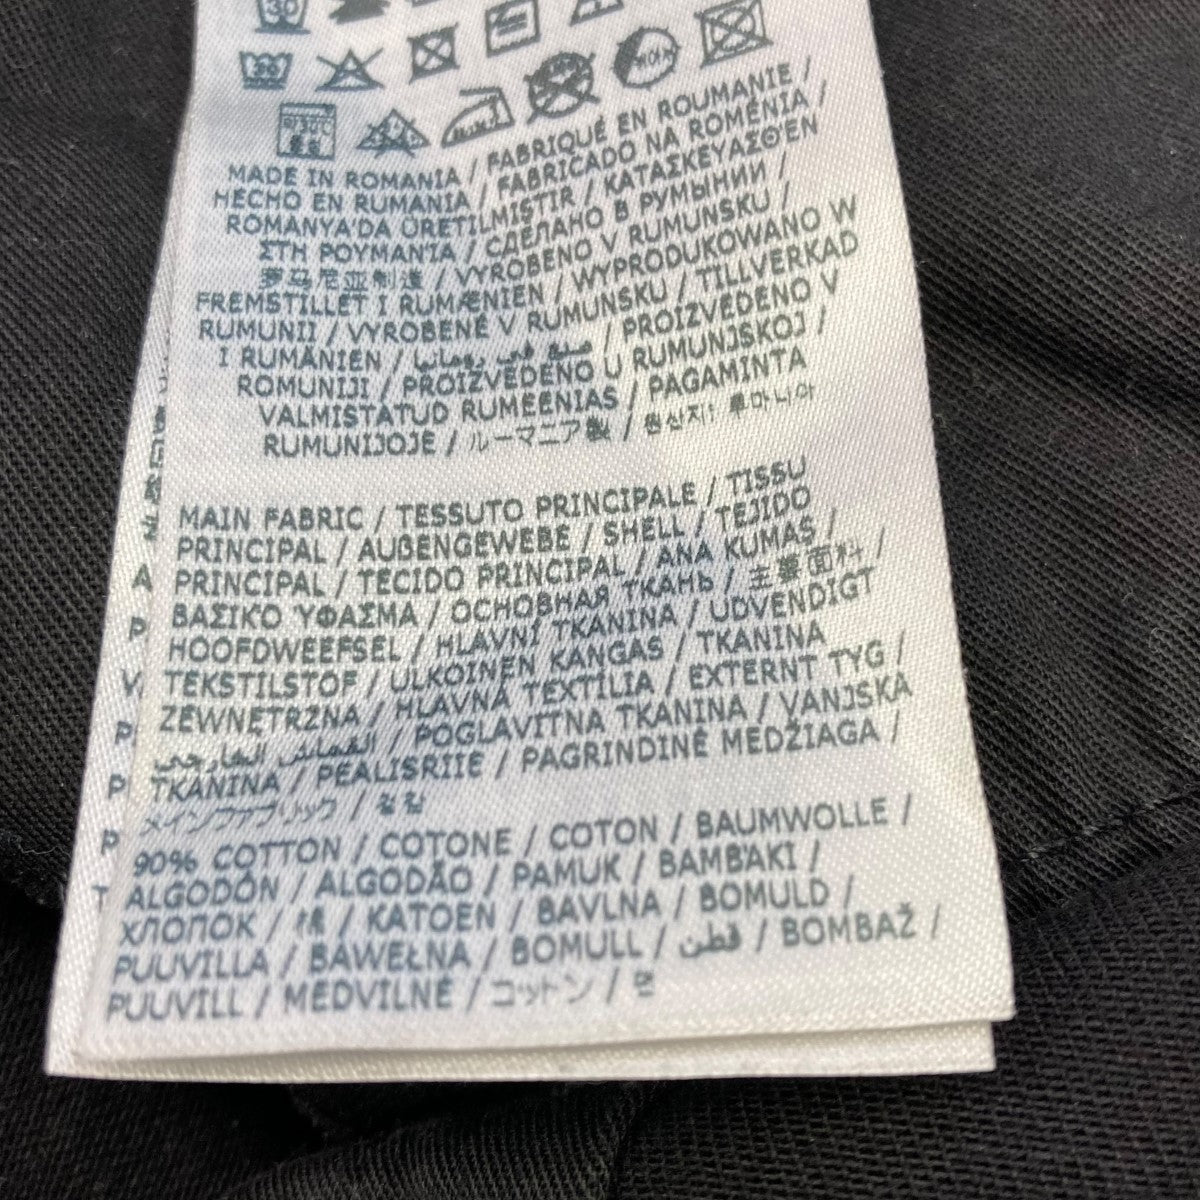 30
30
MADE IN ROMANIA / FABRIQUÉ EN ROUMANIE /
HECHO EN RUMANIA / FABRICADO NA ROMÉNIA /
ROMANYA'DA ÜRETILMIŞTIR / ΚΑΤΑΣΚΕΥΑΣΘΕΝ
ΣΤΗ ΡΟΥΜΑΝΊΑ / СДЕЛАНО В РУМЫНИИ /
罗马尼亚制造 / VYROBENO V RUMUNSKU /
FREMSTILLET I RUMÆNIEN / WYPRODUKOWANO W
RUMUNII / VYROBENÉ V RUMUNSKU / TILLVERKAD
I RUMÄNIEN / صنع في رومانيا / PROIZVEDENO V
ROMUNIJI / PROIZVEDENO U RUMUNJSKOJ /
VALMISTATUD RUMEENIAS / PAGAMINTA
RUMUNIJOJE / ルーマニア製 / 원산지: 루마니아
MAIN FABRIC / TESSUTO PRINCIPALE / TISSU
PRINCIPAL / AUßENGEWEBE / SHELL / TEJIDO
PRINCIPAL / TECIDO PRINCIPAL / ANA KUMAŞ /
ΒΑΣΙΚΟ ΎΦΑΣΜΑ / ОСНОВНАЯ ТКАНЬ / 主要面料 /
HOOFDWEEFSEL / HLAVNÍ TKANINA / UDVENDIGT
TEKSTILSTOF / ULKOINEN KANGAS / TKANINA
ZEWNĘTRZNA / HLAVNÁ TEXTÍLIA / EXTERNT TYG /
القماش الخارجي / POGLAVITNA TKANINA / VANJSKA
TKANINA / PEALISRIIE / PAGRINDINĖ MEDŽIAGA /
メインファブリック / 겉감
90% COTTON / COTONE / COTON / BAUMWOLLE /
ALGODÓN / ALGODÃO / PAMUK / ΒΑΜΒΆΚΙ /
ХЛОПОК / 棉 / KATOEN / BAVLNA / BOMULD /
PUUVILLA / BAWEŁNA / BOMULL / قطن / BOMBAŽ /
PUUVILL / MEDVILNĖ / コットン / 면
A
P
V
P
P
P
T